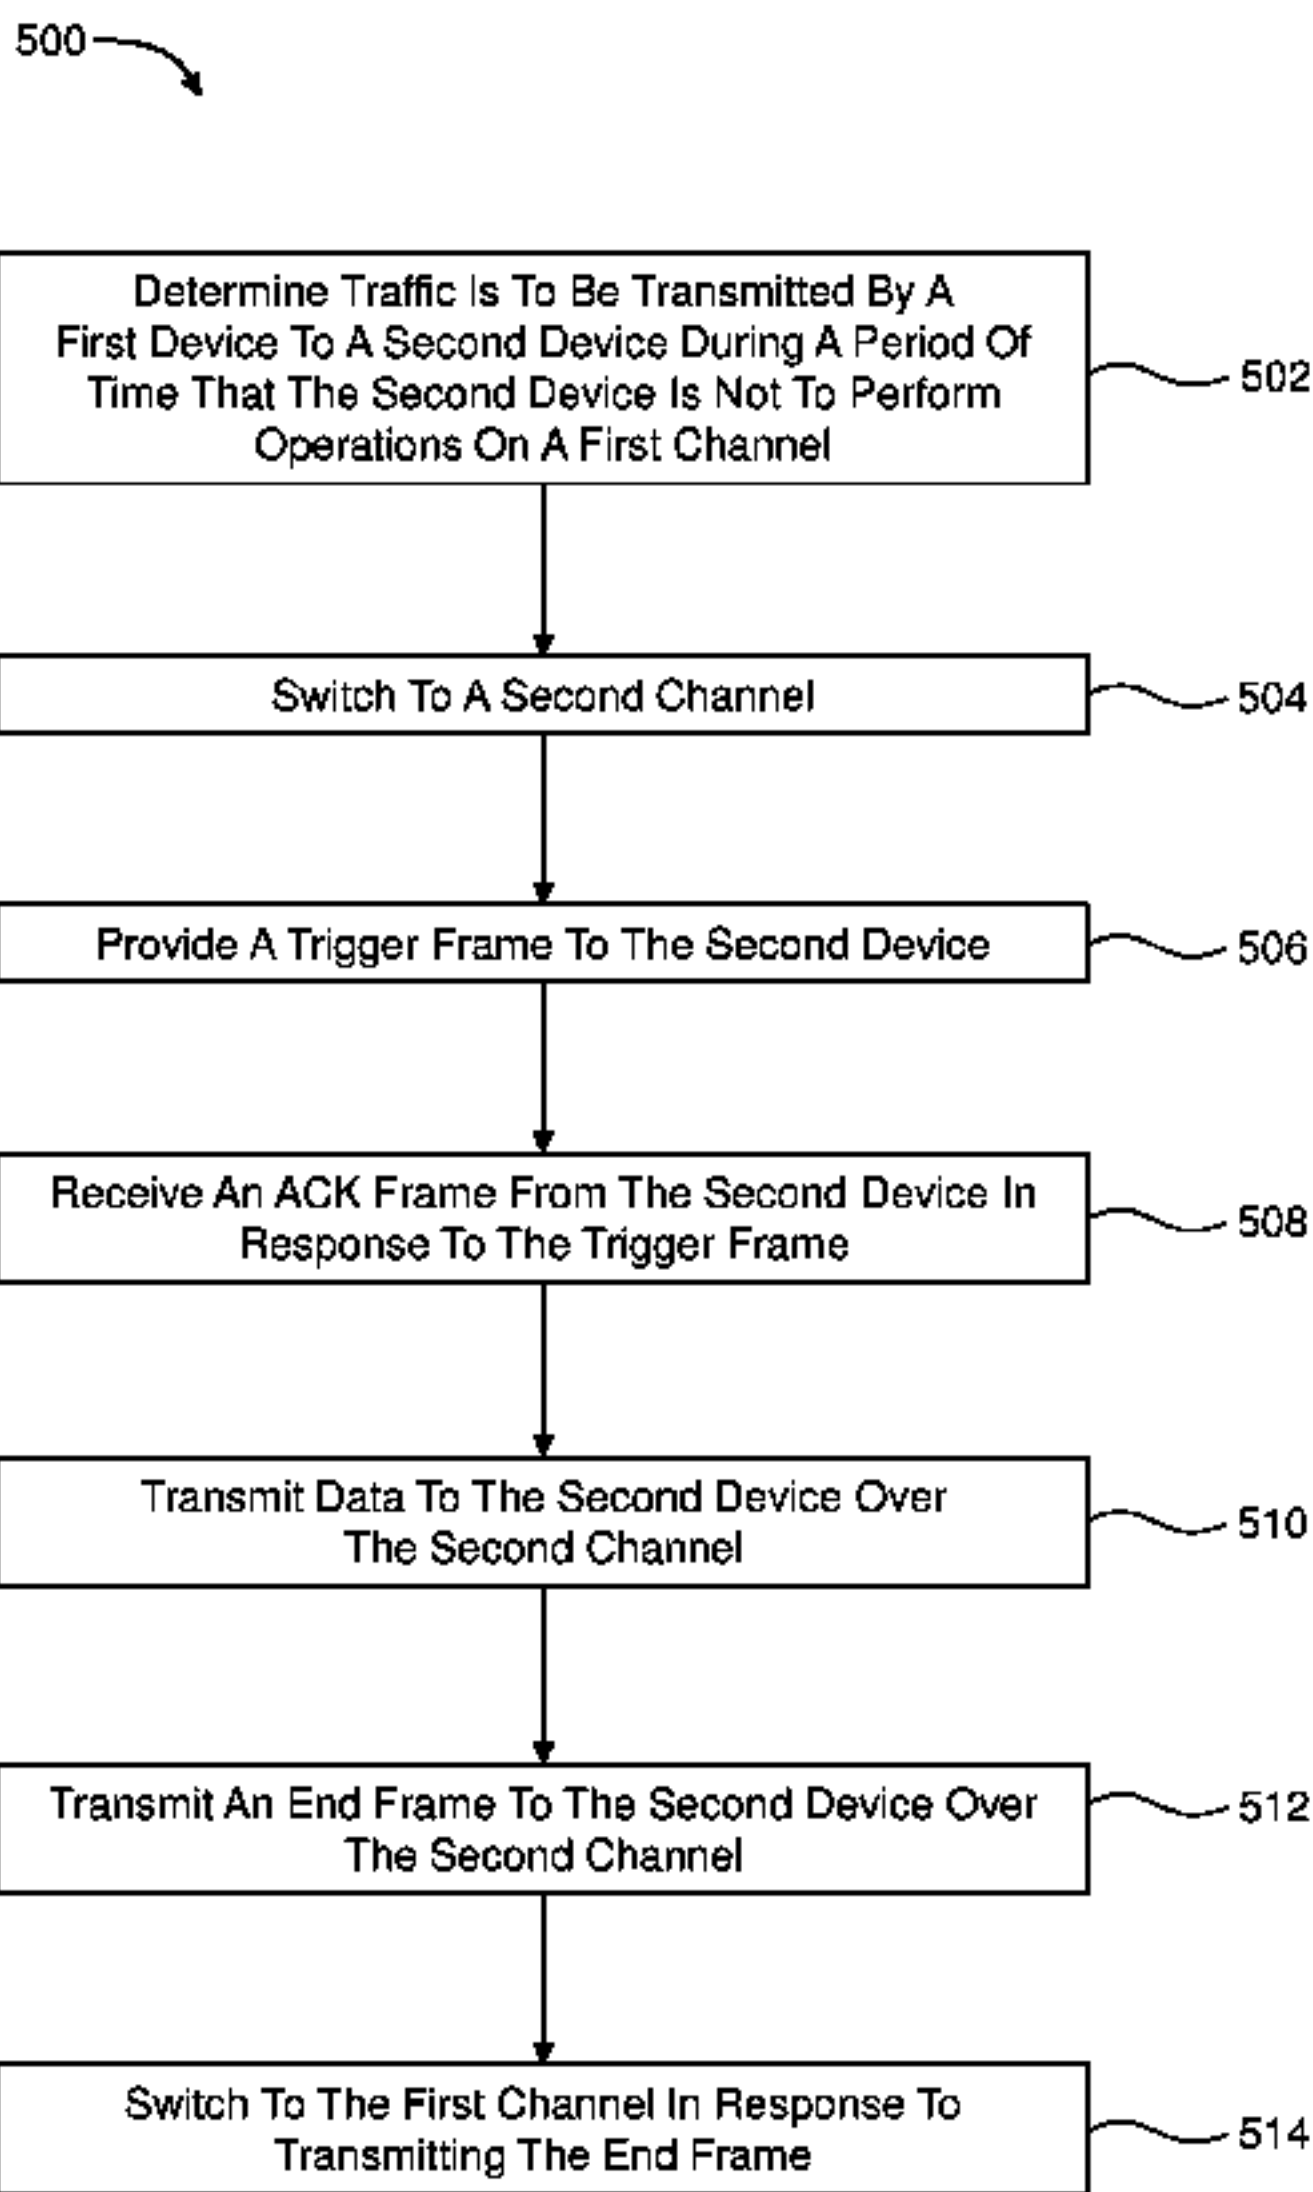 500
Determine Traffic Is To Be Transmitted By A
First Device To A Second Device During A Period Of
Time That The Second Device Is Not To Perform
Operations On A First Channel
502
Switch To A Second Channel
504
Provide A Trigger Frame To The Second Device
506
Receive An ACK Frame From The Second Device In
Response To The Trigger Frame
508
Transmit Data To The Second Device Over
The Second Channel
510
Transmit An End Frame To The Second Device Over
The Second Channel
512
Switch To The First Channel In Response To
Transmitting The End Frame
514